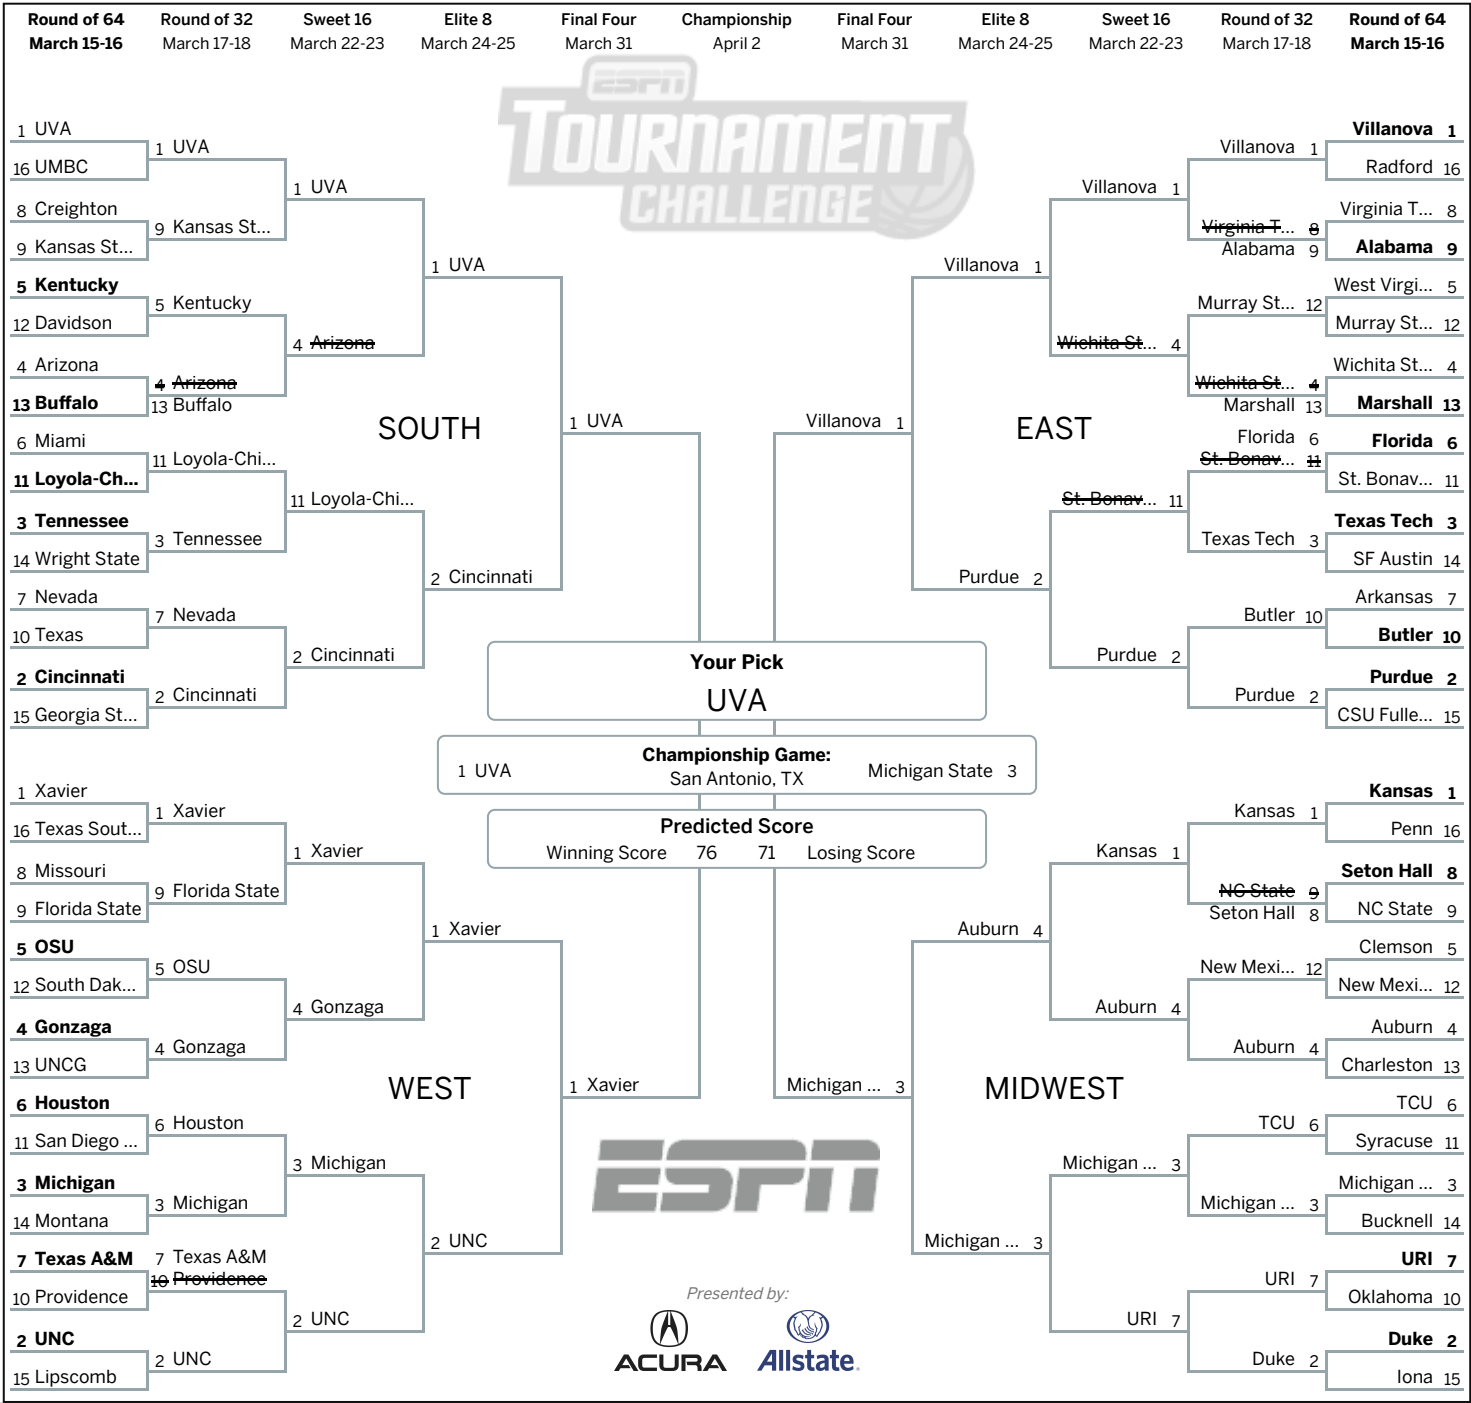 Round of 64 Round of 32 Sweet 16 Elite 8 Final Four Championship Final Four Elite 8 Sweet 16 Round of 32 Round of 64
March 15-16 March 17-18 March 22-23 March 24-25 March 31 April 2 March 31 March 24-25 March 22-23 March 17-18 March 15-16
ESPN
TOURNAMENT
CHALLENGE
1 UVA
16 UMBC
8 Creighton
9 Kansas St...
5 Kentucky
12 Davidson
4 Arizona
13 Buffalo
6 Miami
11 Loyola-Ch...
3 Tennessee
14 Wright State
7 Nevada
10 Texas
2 Cincinnati
15 Georgia St...
1 UVA
9 Kansas St...
5 Kentucky
4 Arizona
13 Buffalo
11 Loyola-Chi...
3 Tennessee
7 Nevada
2 Cincinnati
1 UVA
4 Arizona
11 Loyola-Chi...
2 Cincinnati
1 UVA
2 Cincinnati
SOUTH
1 UVA
Villanova 1
EAST
Villanova 1
Purdue 2
Villanova 1
Wichita St... 4
St. Bonav... 11
Purdue 2
Villanova 1
Virginia T... 8
Alabama 9
Murray St... 12
Wichita St... 4
Marshall 13
Florida 6
St. Bonav... 11
Texas Tech 3
Butler 10
Purdue 2
Villanova 1
Radford 16
Virginia T... 8
Alabama 9
West Virgi... 5
Murray St... 12
Wichita St... 4
Marshall 13
Florida 6
St. Bonav... 11
Texas Tech 3
SF Austin 14
Arkansas 7
Butler 10
Purdue 2
CSU Fulle... 15
Your Pick
UVA
Championship Game:
1 UVA San Antonio, TX Michigan State 3
Predicted Score
Winning Score 76 71 Losing Score
1 Xavier
16 Texas Sout...
8 Missouri
9 Florida State
5 OSU
12 South Dak...
4 Gonzaga
13 UNCG
6 Houston
11 San Diego ...
3 Michigan
14 Montana
7 Texas A&M
10 Providence
2 UNC
15 Lipscomb
1 Xavier
9 Florida State
5 OSU
4 Gonzaga
6 Houston
3 Michigan
7 Texas A&M
10 Providence
2 UNC
1 Xavier
4 Gonzaga
3 Michigan
2 UNC
1 Xavier
2 UNC
WEST
1 Xavier
Michigan ... 3
MIDWEST
Auburn 4
Michigan ... 3
Kansas 1
Auburn 4
Michigan ... 3
URI 7
Kansas 1
NC State 9
Seton Hall 8
New Mexi... 12
Auburn 4
TCU 6
Michigan ... 3
URI 7
Duke 2
Kansas 1
Penn 16
Seton Hall 8
NC State 9
Clemson 5
New Mexi... 12
Auburn 4
Charleston 13
TCU 6
Syracuse 11
Michigan ... 3
Bucknell 14
URI 7
Oklahoma 10
Duke 2
Iona 15
ESPN
Presented by:
ACURA Allstate.